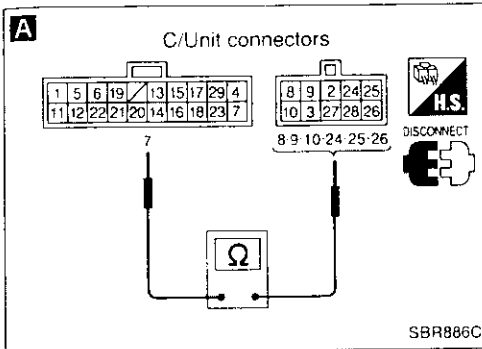 A
C/Unit connectors
1 5 6 19 13 15 17 29 4
11 12 22 21 20 14 16 18 23 7
8 9 2 24 25
10 3 27 28 26
H.S.
DISCONNECT
7
8·9·10·24·25·26
Ω
SBR886C